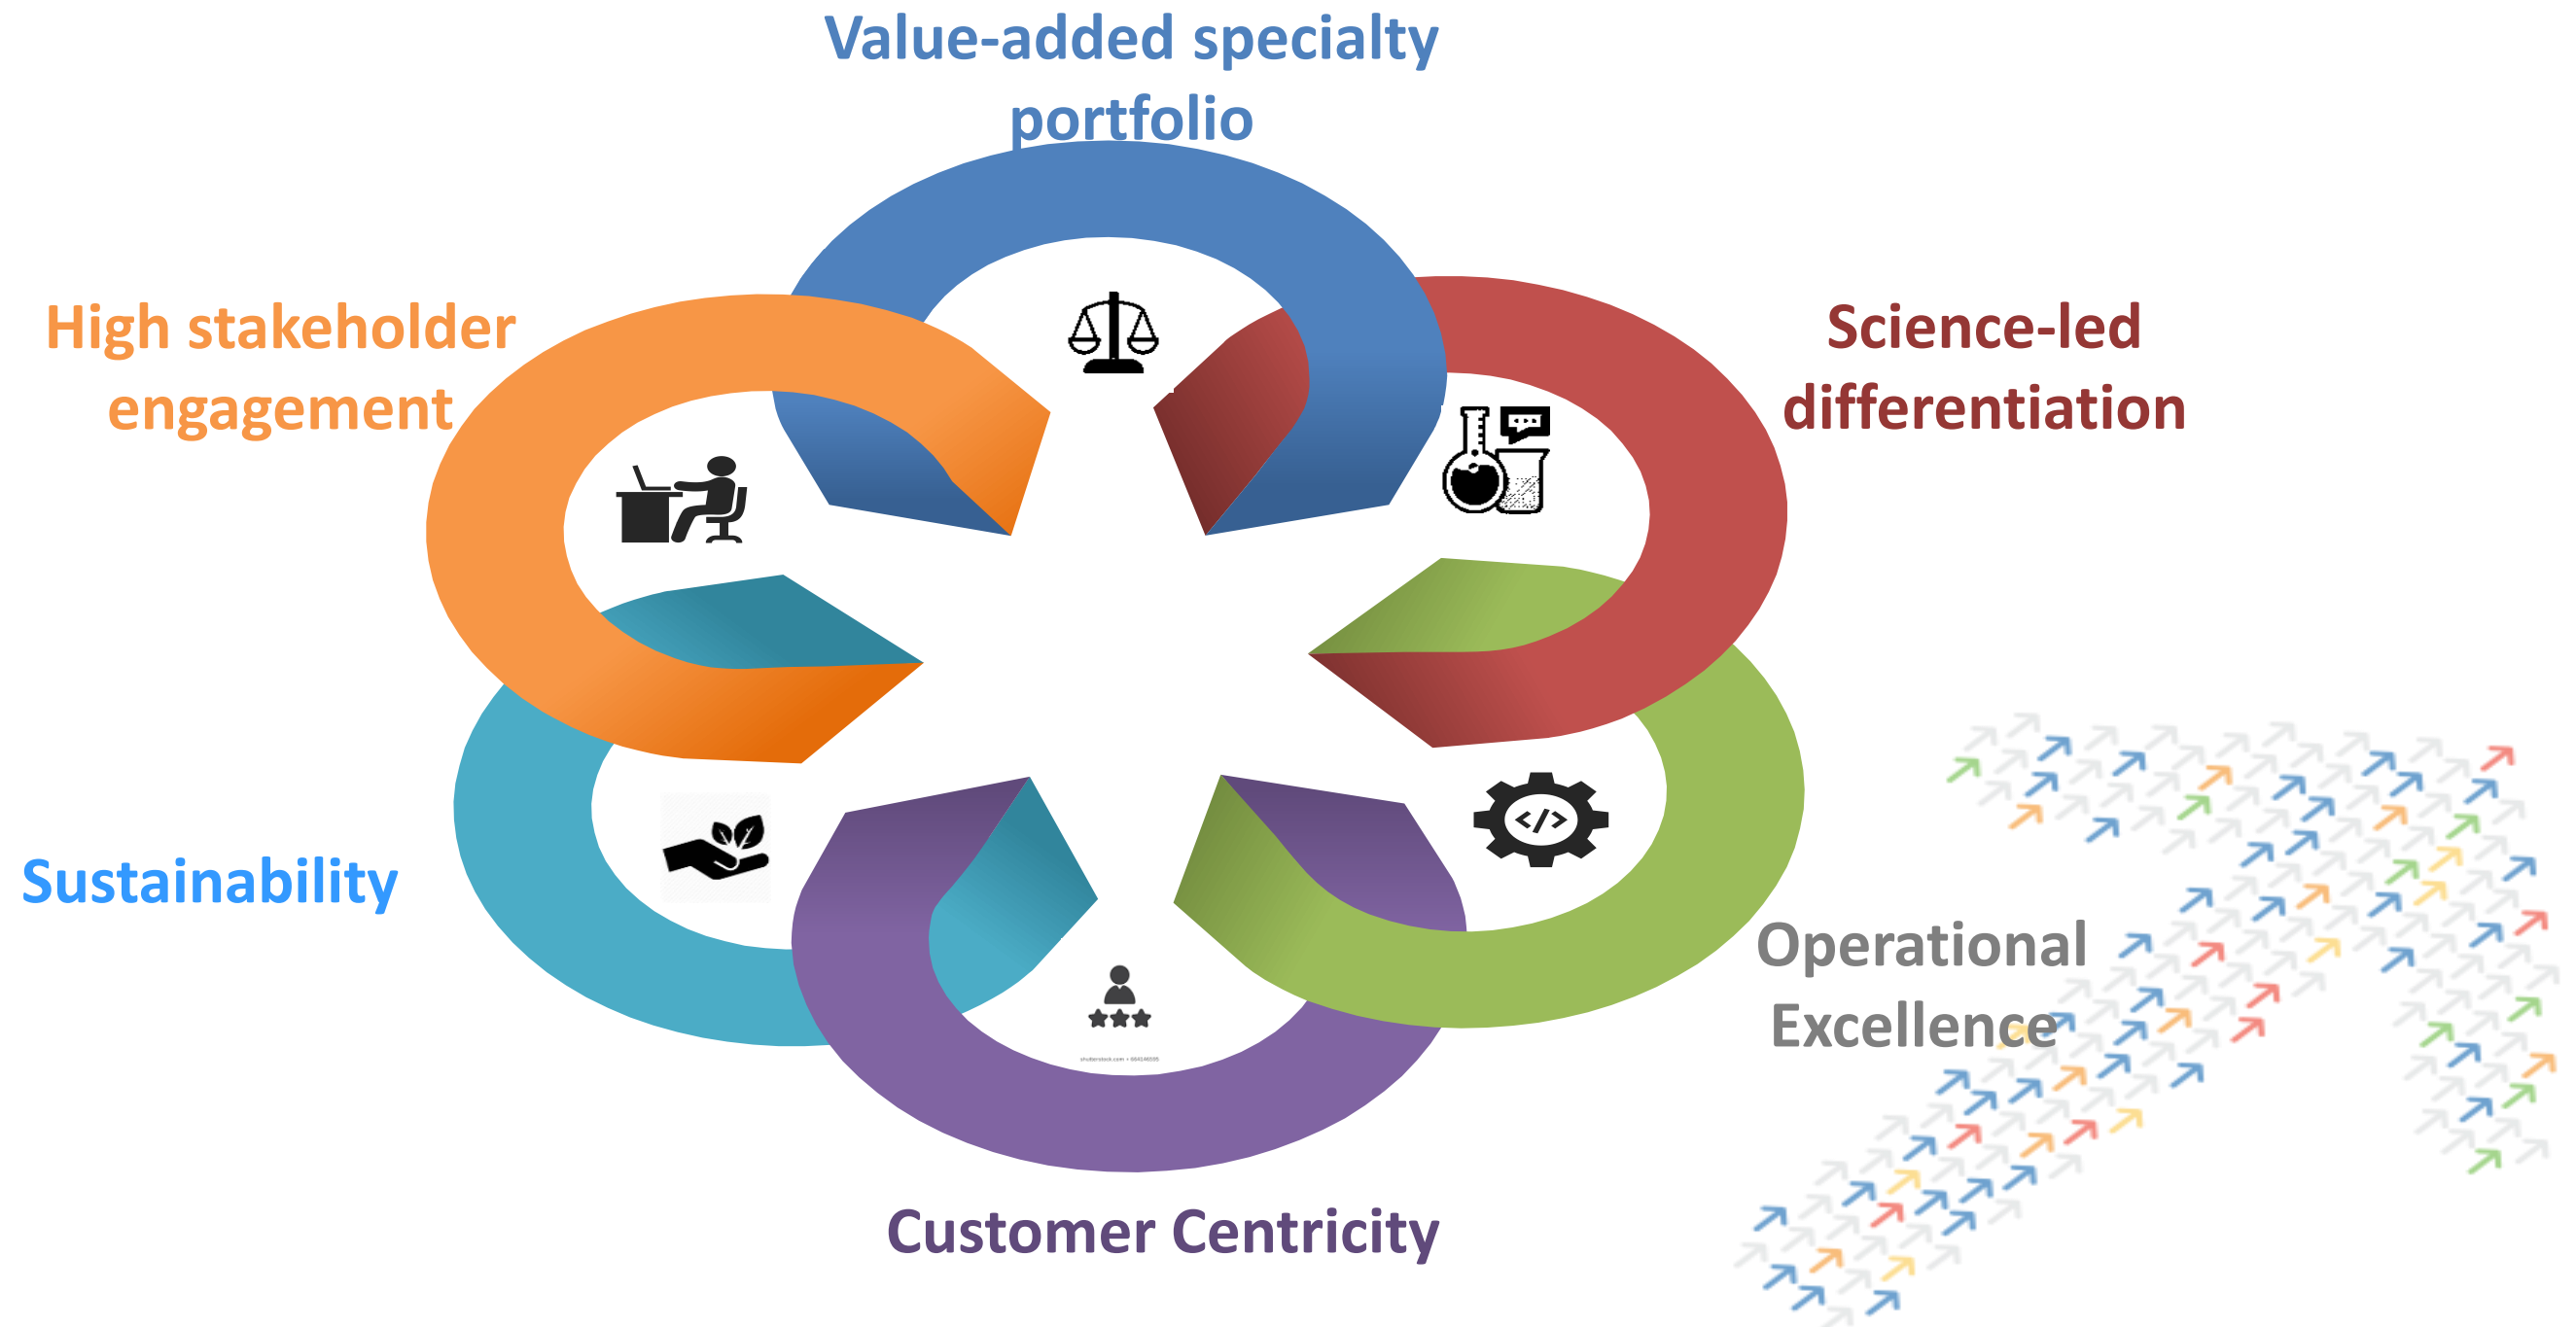 Value-added specialty
portfolio
High stakeholder
engagement
Science-led
differentiation
</>
Sustainability
Operational
Excellence
Customer Centricity